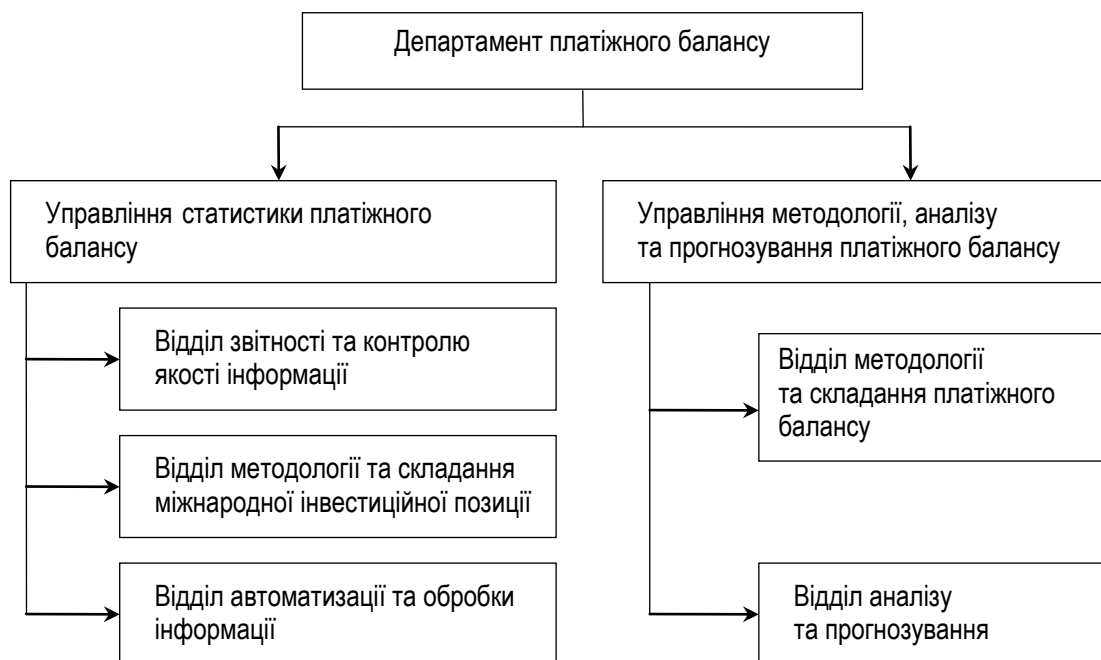 Департамент платіжного балансу
Управління статистики платіжного
балансу
Відділ звітності та контролю
якості інформації
Відділ методології та складання
міжнародної інвестиційної позиції
Відділ автоматизації та обробки
інформації
Управління методології, аналізу
та прогнозування платіжного балансу
Відділ методології
та складання платіжного
балансу
Відділ аналізу
та прогнозування